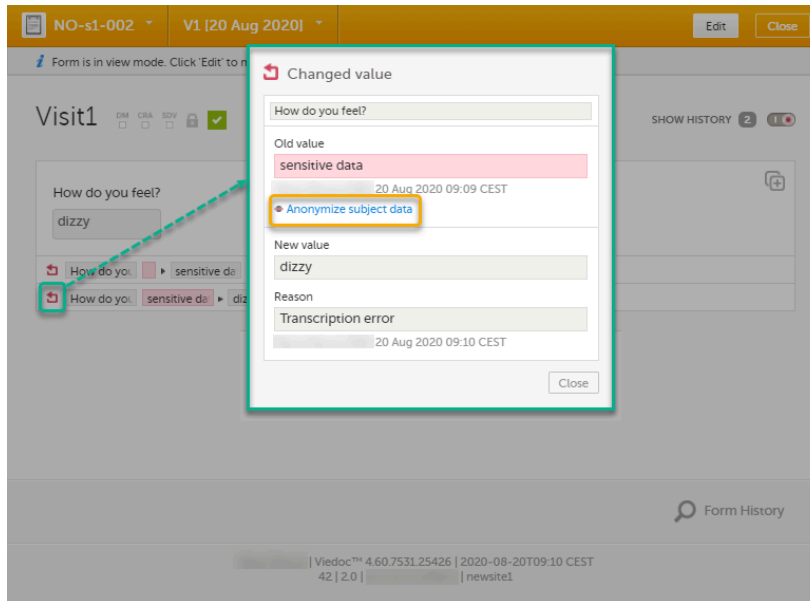 NO-s1-002
V1 [20 Aug 2020]
Edit
Close
i Form is in view mode. Click 'Edit' to
Visit1
DM CRA SDV
SHOW HISTORY 2
How do you feel?
dizzy
How do you sensitive da
How do you sensitive da
Changed value
How do you feel?
Old value
sensitive data
20 Aug 2020 09:09 CEST
Anonymize subject data
New value
dizzy
Reason
Transcription error
20 Aug 2020 09:10 CEST
Close
Form History
| Viedoc™ 4.60.7531.25426 | 2020-08-20T09:10 CEST
42 | 2.0 | | newsite1